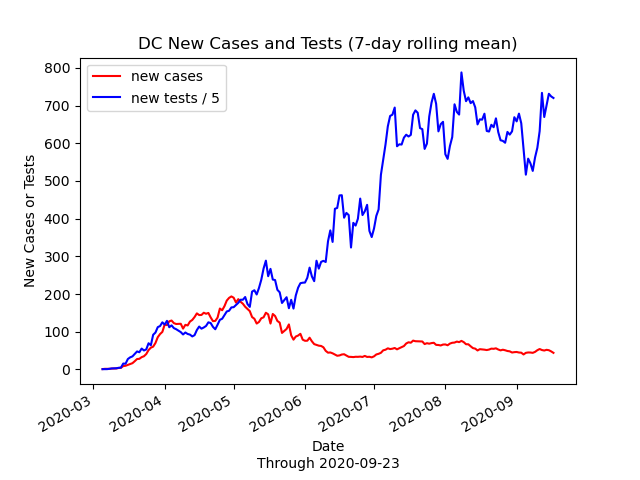 DC New Cases and Tests (7-day rolling mean)
new cases
new tests / 5
New Cases or Tests
800
700
600
500
400
300
200
100
0
2020-03
2020-04
2020-05
2020-06
2020-07
2020-08
2020-09
Date
Through 2020-09-23